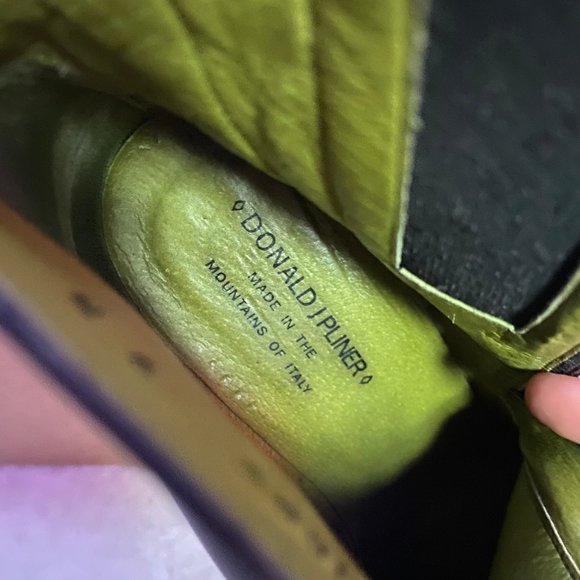 ◊DONALD J PLINER◊
MADE IN THE
MOUNTAINS OF ITALY